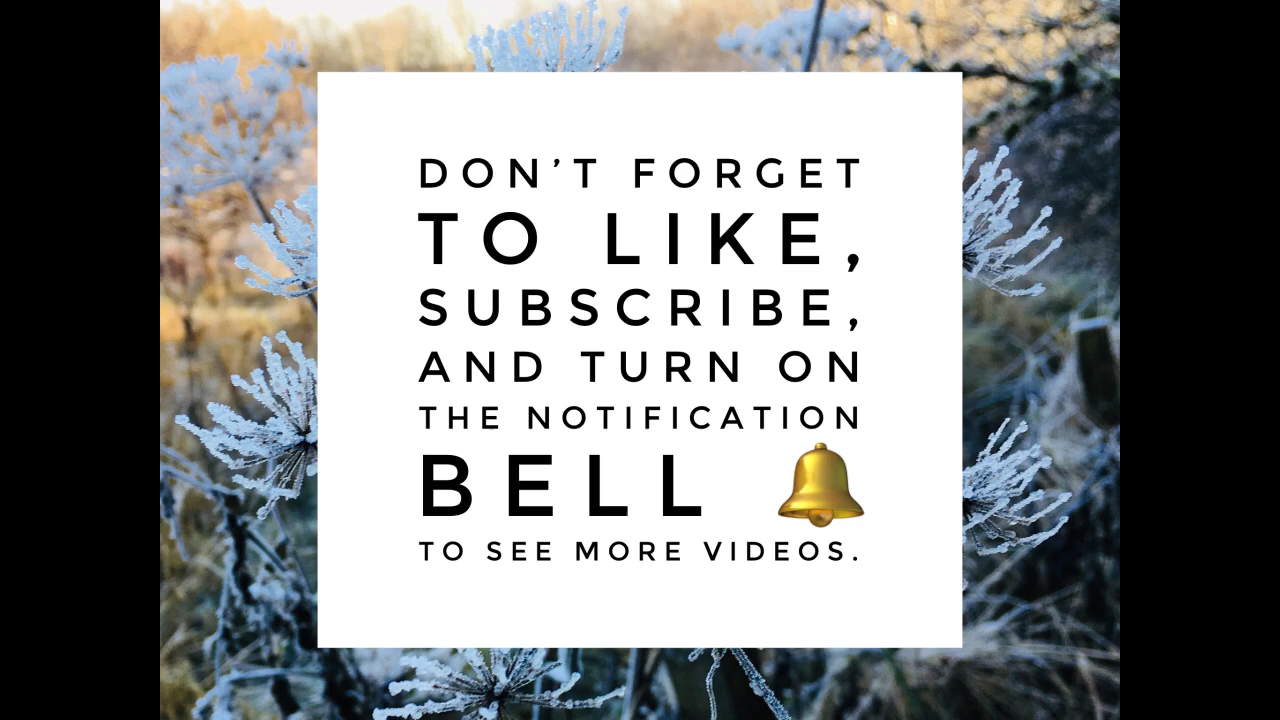 DON’T FORGET
TO LIKE,
SUBSCRIBE,
AND TURN ON
THE NOTIFICATION
BELL 🔔
TO SEE MORE VIDEOS.